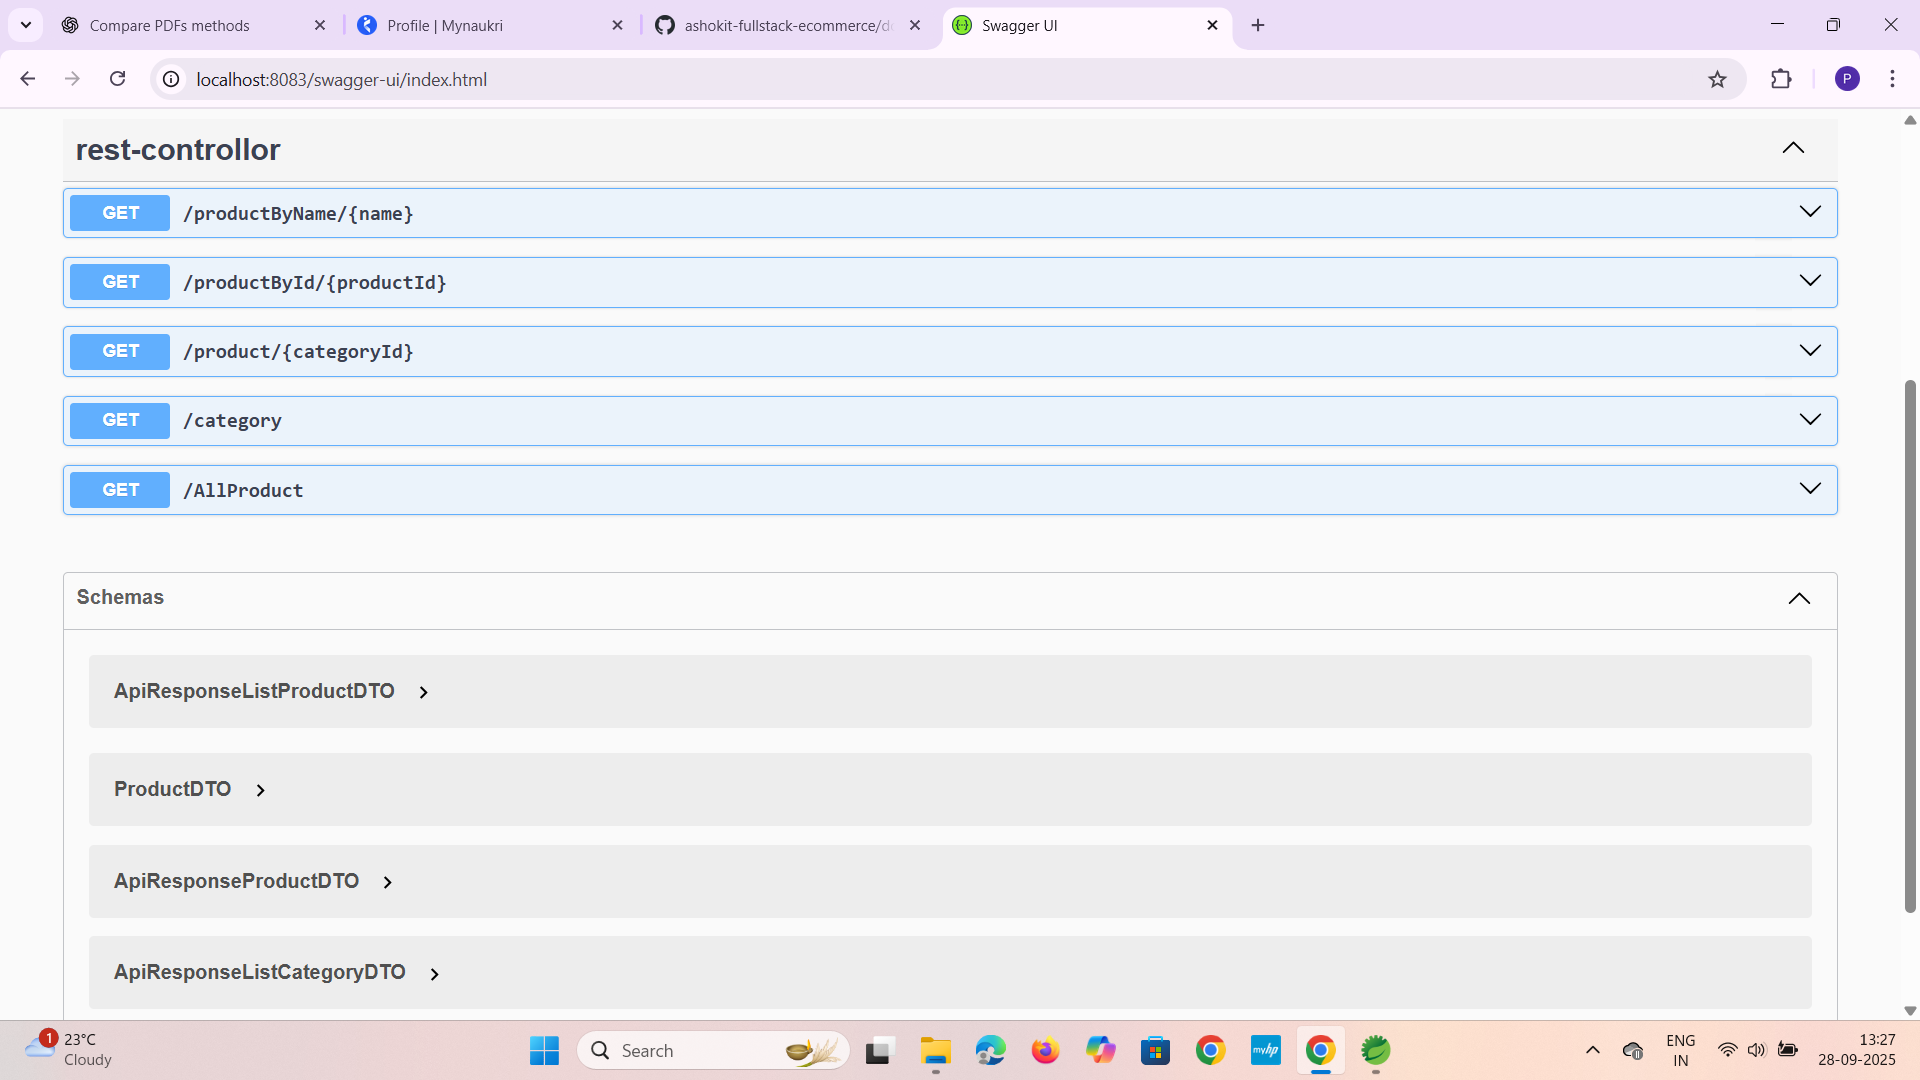 Compare PDFs methods
Profile | Mynaukri
ashokit-fullstack-ecommerce/d
Swagger UI
localhost:8083/swagger-ui/index.html
P
rest-controllor
GET /productByName/{name}
GET /productById/{productId}
GET /product/{categoryId}
GET /category
GET /AllProduct
Schemas
ApiResponseListProductDTO
ProductDTO
ApiResponseProductDTO
ApiResponseListCategoryDTO
1
23°C
Cloudy
Search
myhp
ENG
IN
13:27
28-09-2025